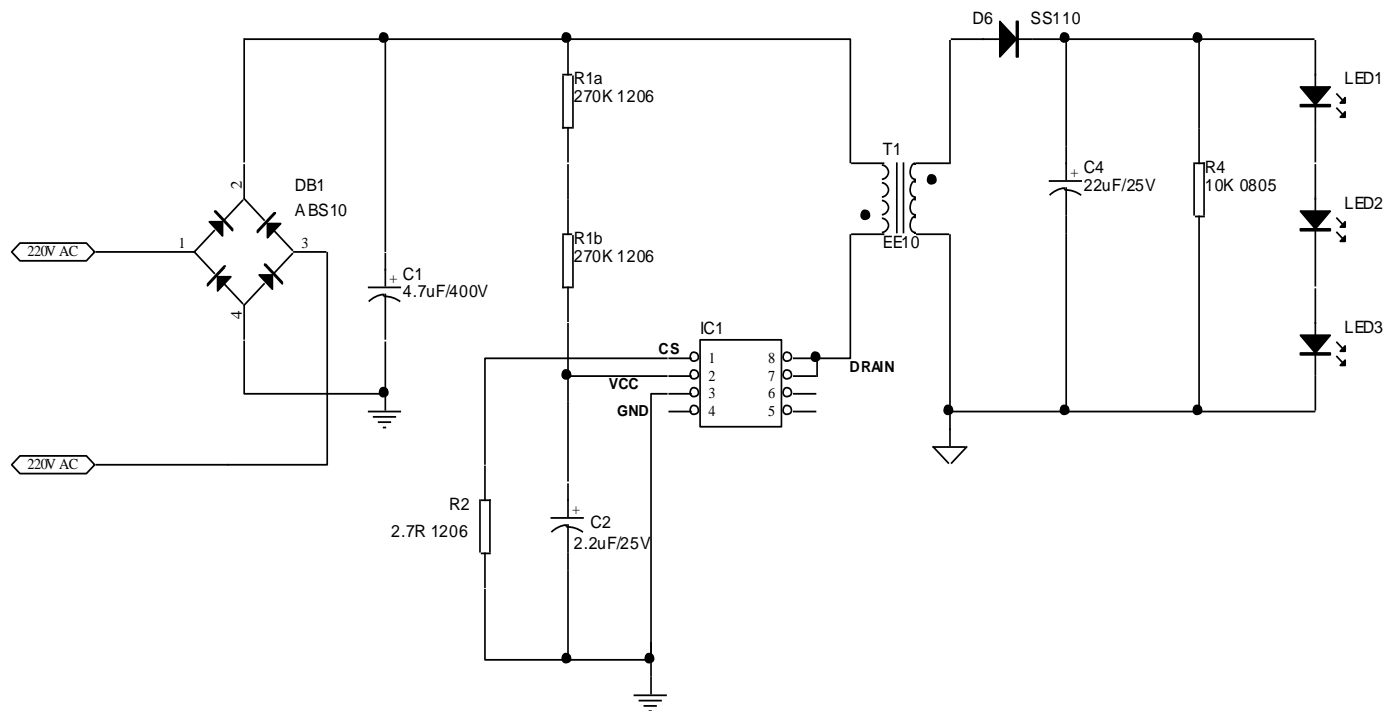 D6 SS110
R1a
270K 1206
LED1
T1
C4
22uF/25V
R4
10K 0805
2
DB1
ABS10
LED2
220V AC
1
3
R1b
270K 1206
EE10
C1
4.7uF/400V
4
IC1
LED3
CS
1 8
DRAIN
VCC
2 7
3 6
GND
4 5
220V AC
R2
2.7R 1206
C2
2.2uF/25V